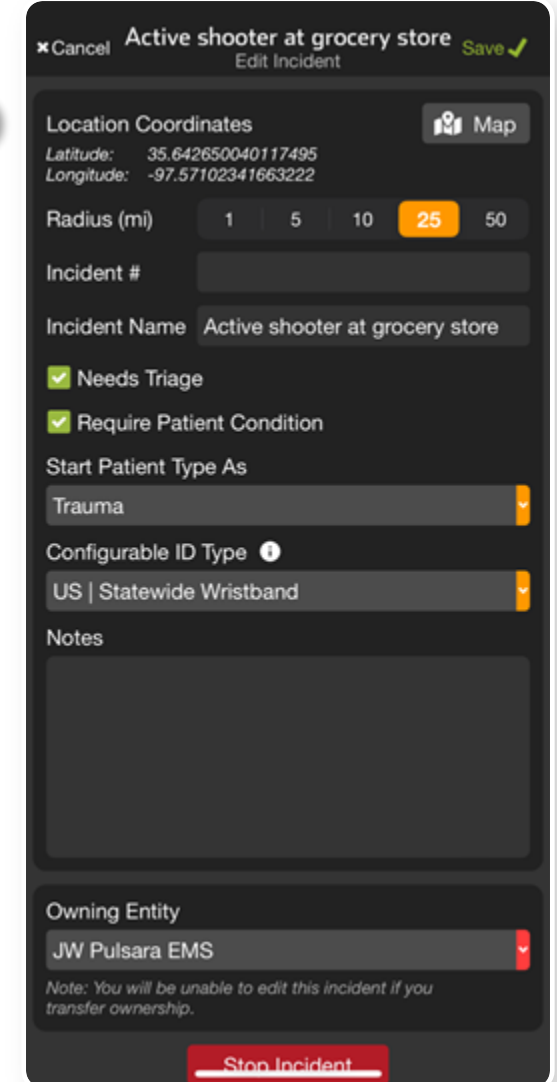 ✖Cancel Active shooter at grocery store Save✓
Edit Incident
Location Coordinates Map
Latitude: 35.642650040117495
Longitude: -97.57102341663222
Radius (mi) 1 5 10 25 50
Incident #
Incident Name Active shooter at grocery store
Needs Triage
Require Patient Condition
Start Patient Type As
Trauma
Configurable ID Type i
US | Statewide Wristband
Notes
Owning Entity
JW Pulsara EMS
Note: You will be unable to edit this incident if you
transfer ownership.
Stop Incident